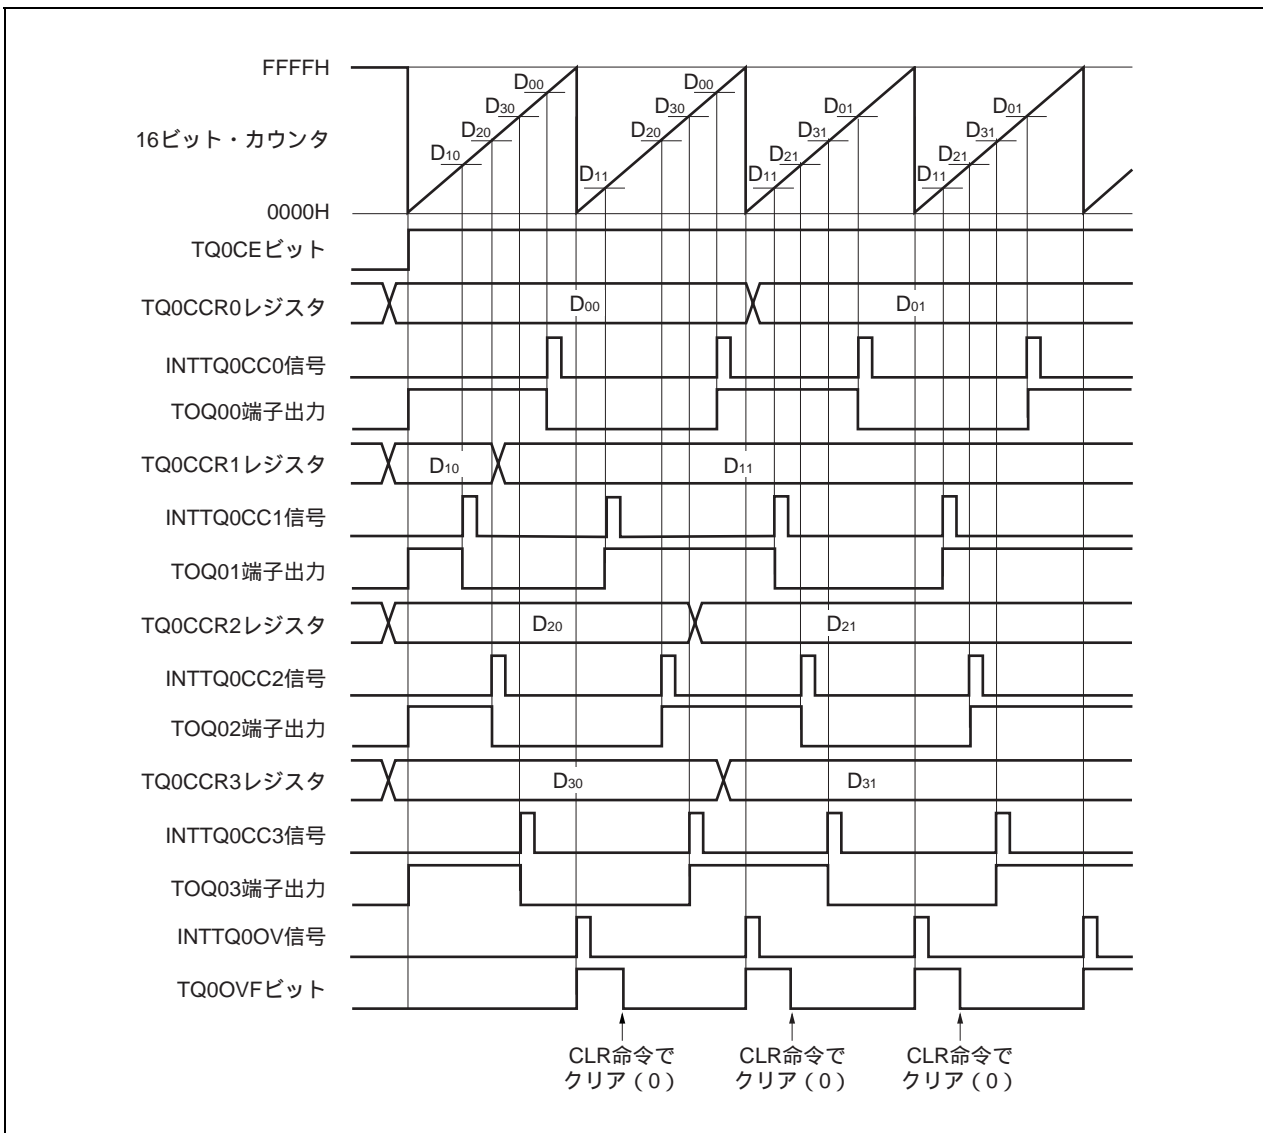 FFFFH
D00 D00
D30 D30 D01 D01
16ビット・カウンタ
D20 D20 D31 D31
D10 D21 D21
D11 D11 D11
0000H
TQ0CEビット
TQ0CCR0レジスタ D00 D01
INTTQ0CC0信号
TOQ00端子出力
TQ0CCR1レジスタ D10 D11
INTTQ0CC1信号
TOQ01端子出力
TQ0CCR2レジスタ D20 D21
INTTQ0CC2信号
TOQ02端子出力
TQ0CCR3レジスタ D30 D31
INTTQ0CC3信号
TOQ03端子出力
INTTQ0OV信号
TQ0OVFビット
CLR命令で
クリア(0)
CLR命令で
クリア(0)
CLR命令で
クリア(0)